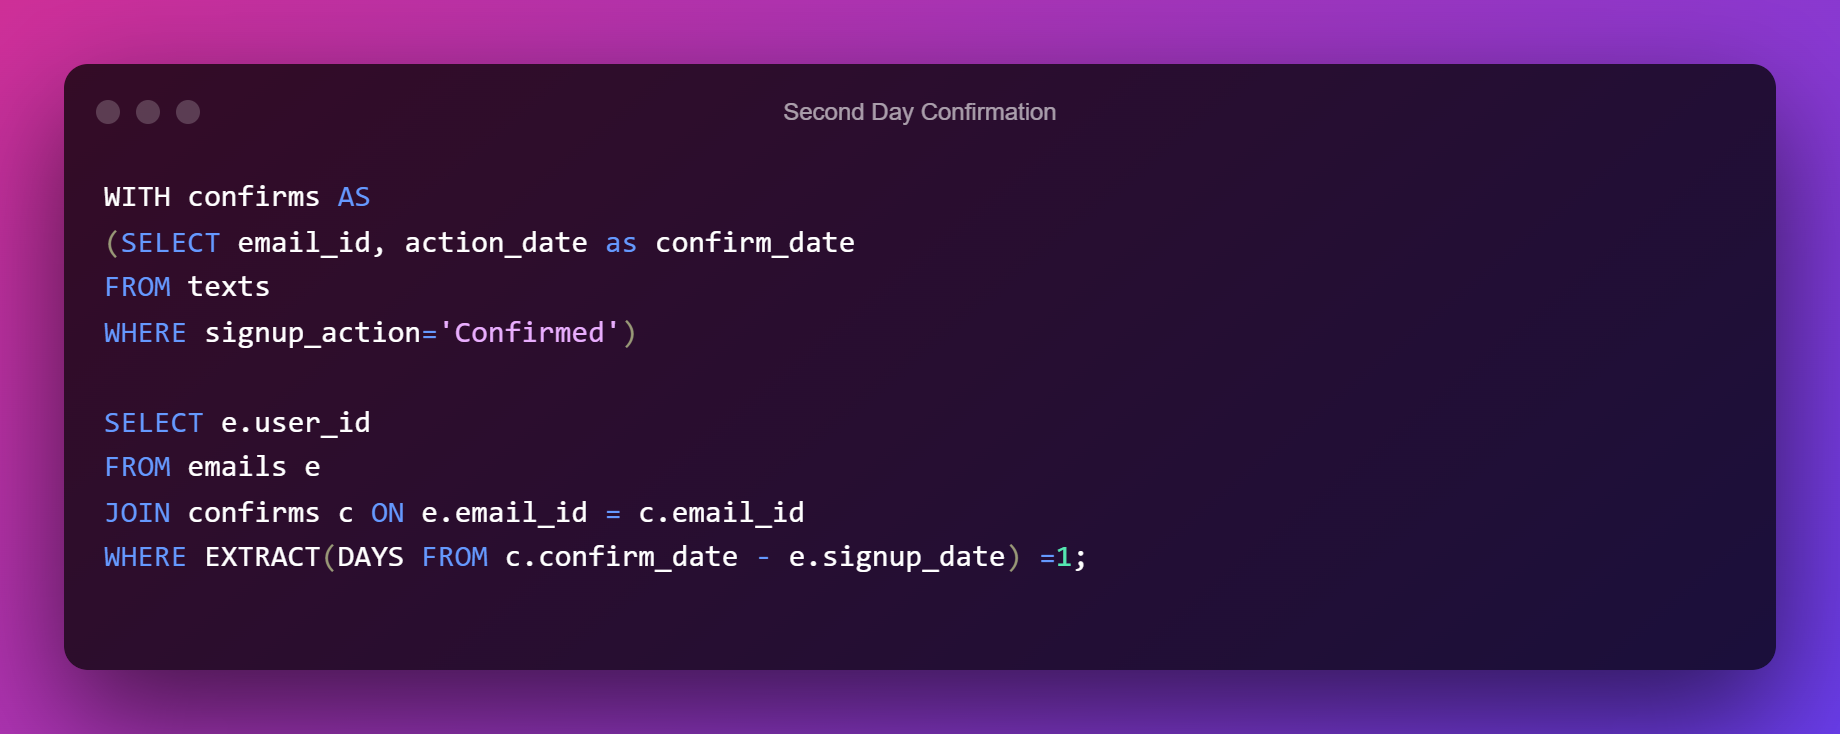 Second Day Confirmation
WITH confirms AS
(SELECT email_id, action_date as confirm_date
FROM texts
WHERE signup_action='Confirmed')
SELECT e.user_id
FROM emails e
JOIN confirms c ON e.email_id = c.email_id
WHERE EXTRACT(DAYS FROM c.confirm_date - e.signup_date) =1;